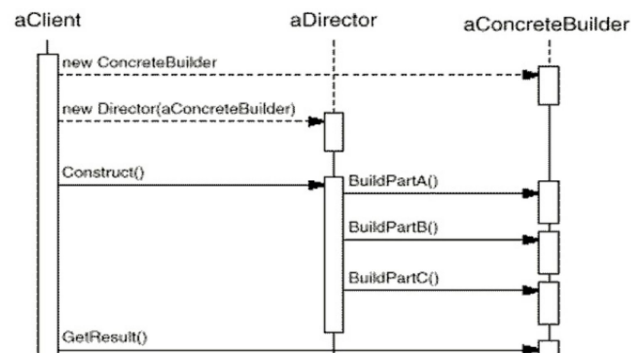 aClient
aDirector
aConcreteBuilder
new ConcreteBuilder
new Director(aConcreteBuilder)
Construct()
BuildPartA()
BuildPartB()
BuildPartC()
GetResult()